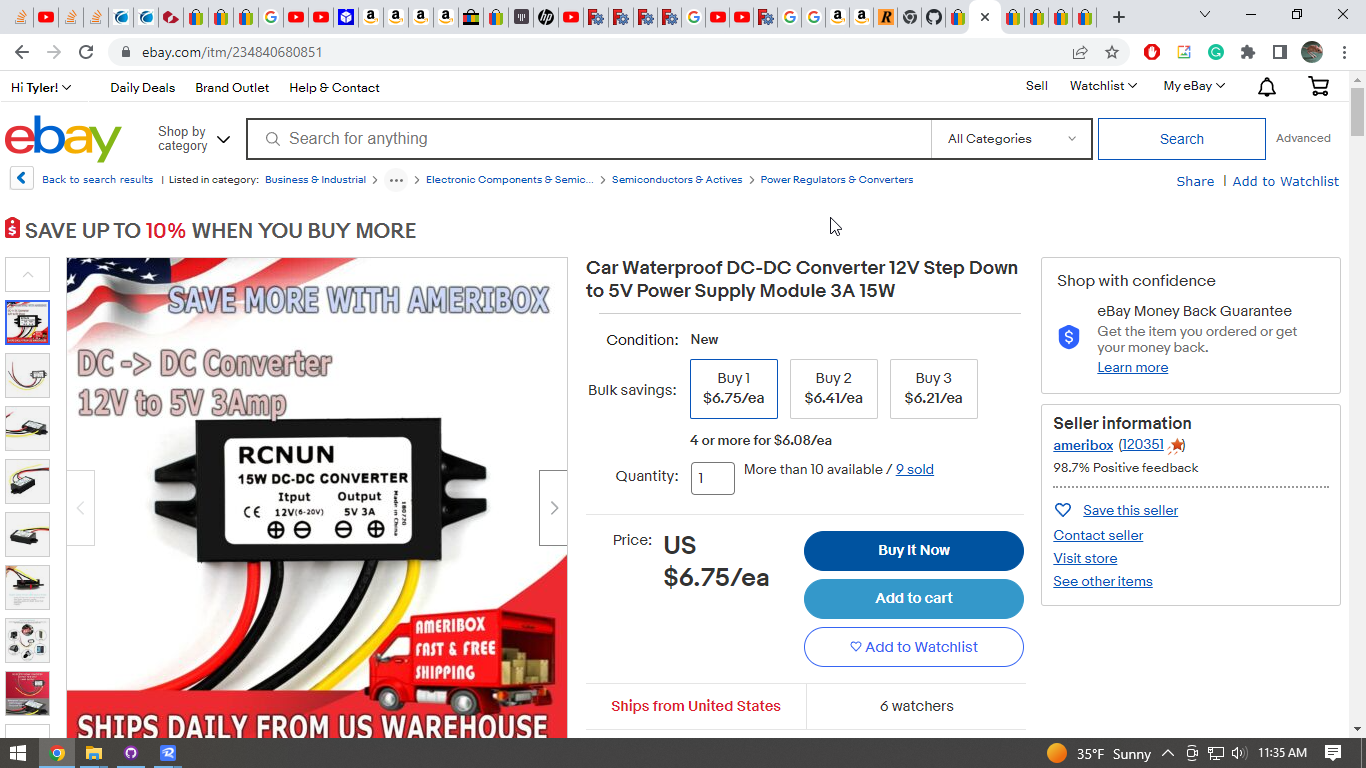 ebay.com/itm/234840680851
Hi Tyler!
Daily Deals
Brand Outlet
Help & Contact
Sell
Watchlist
My eBay
ebay
Shop by
category
Search for anything
All Categories
Search
Advanced
Back to search results
| Listed in category:
Business & Industrial
Electronic Components & Semic...
Semiconductors & Actives
Power Regulators & Converters
Share
Add to Watchlist
SAVE UP TO 10% WHEN YOU BUY MORE
SAVE MORE WITH AMERIBOX
DC -> DC Converter
12V to 5V 3Amp
RCNUN
15W DC-DC CONVERTER
Itput Output
CE 12V(6-20V) 5V 3A
Made in China
180720
AMERIBOX
FAST & FREE
SHIPPING
SHIPS DAILY FROM US WAREHOUSE
Car Waterproof DC-DC Converter 12V Step Down
to 5V Power Supply Module 3A 15W
Condition: New
Bulk savings:
Buy 1
$6.75/ea
Buy 2
$6.41/ea
Buy 3
$6.21/ea
4 or more for $6.08/ea
Quantity: 1
More than 10 available / 9 sold
Price: US
$6.75/ea
Buy It Now
Add to cart
Add to Watchlist
Ships from United States
6 watchers
Shop with confidence
eBay Money Back Guarantee
Get the item you ordered or get
your money back.
Learn more
Seller information
ameribox (120351)
98.7% Positive feedback
Save this seller
Contact seller
Visit store
See other items
35°F Sunny
11:35 AM